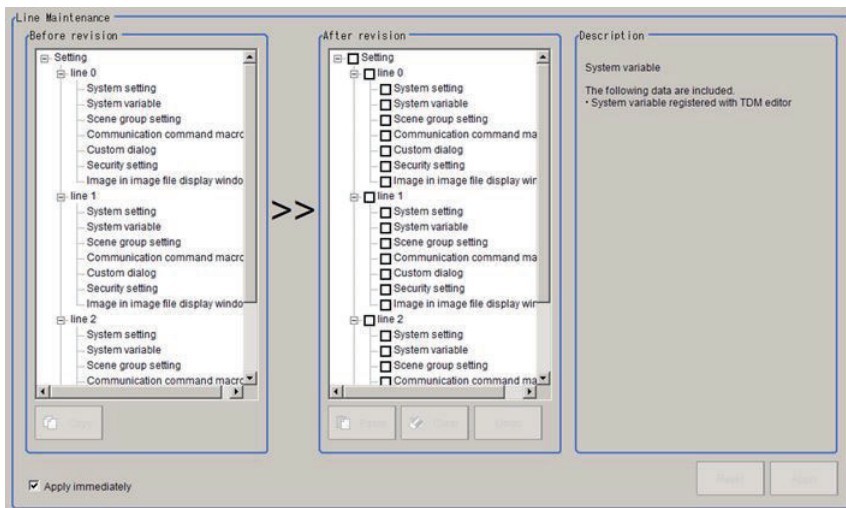 Line Maintenance
Before revision
Setting
line 0
System setting
System variable
Scene group setting
Communication command macro
Custom dialog
Security setting
Image in image file display windo
line 1
System setting
System variable
Scene group setting
Communication command macro
Custom dialog
Security setting
Image in image file display windo
line 2
System setting
System variable
Scene group setting
Communication command macro
Copy
>>
After revision
Setting
line 0
System setting
System variable
Scene group setting
Communication command ma
Custom dialog
Security setting
Image in image file display win
line 1
System setting
System variable
Scene group setting
Communication command ma
Custom dialog
Security setting
Image in image file display win
line 2
System setting
System variable
Scene group setting
Communication command ma
Paste
Clear
Description
System variable
The following data are included.
・System variable registered with TDM editor
Apply immediately